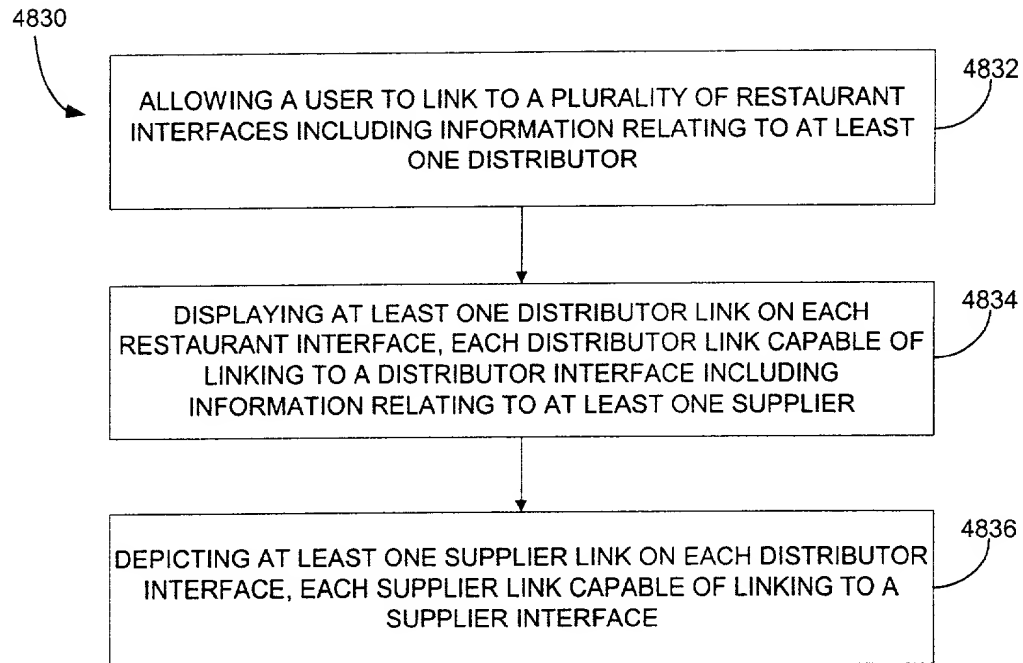 4830
4832
ALLOWING A USER TO LINK TO A PLURALITY OF RESTAURANT
INTERFACES INCLUDING INFORMATION RELATING TO AT LEAST
ONE DISTRIBUTOR
4834
DISPLAYING AT LEAST ONE DISTRIBUTOR LINK ON EACH
RESTAURANT INTERFACE, EACH DISTRIBUTOR LINK CAPABLE OF
LINKING TO A DISTRIBUTOR INTERFACE INCLUDING
INFORMATION RELATING TO AT LEAST ONE SUPPLIER
4836
DEPICTING AT LEAST ONE SUPPLIER LINK ON EACH DISTRIBUTOR
INTERFACE, EACH SUPPLIER LINK CAPABLE OF LINKING TO A
SUPPLIER INTERFACE